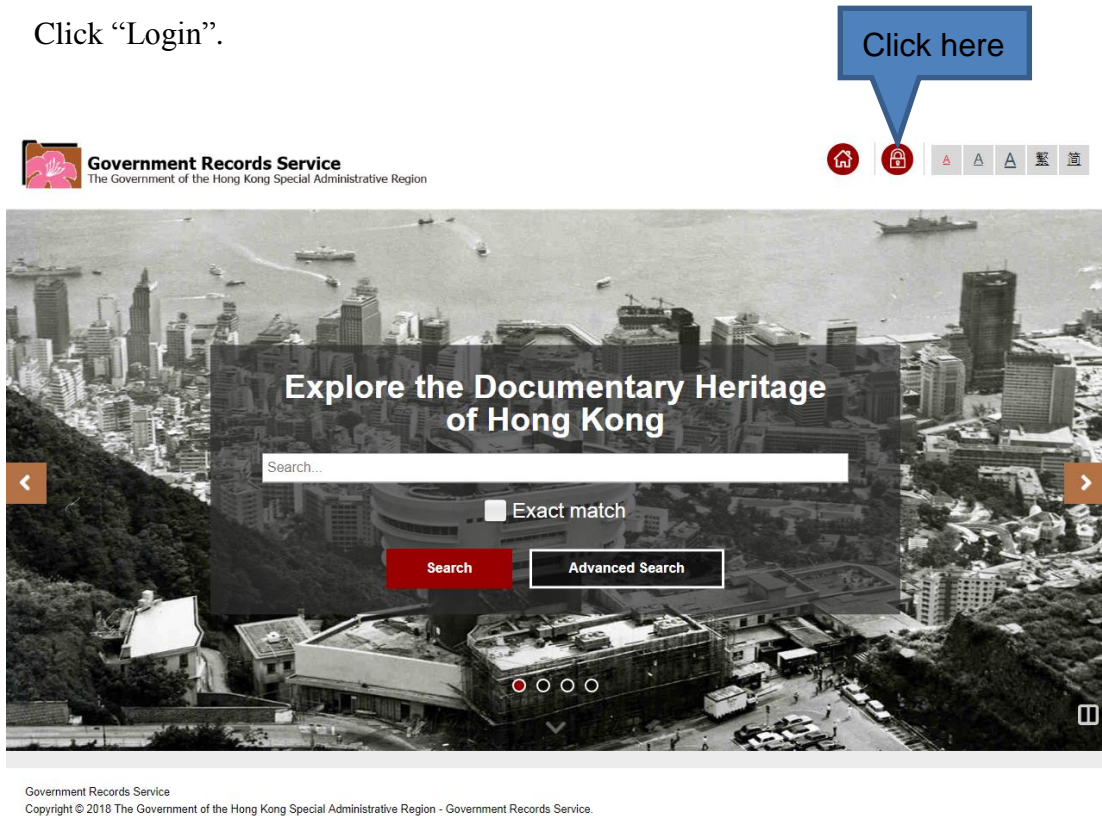 Click “Login”.
Click here
Government Records Service
The Government of the Hong Kong Special Administrative Region
A A A 繁 简
Explore the Documentary Heritage
of Hong Kong
Search...
Exact match
Search Advanced Search
Government Records Service
Copyright © 2018 The Government of the Hong Kong Special Administrative Region - Government Records Service.